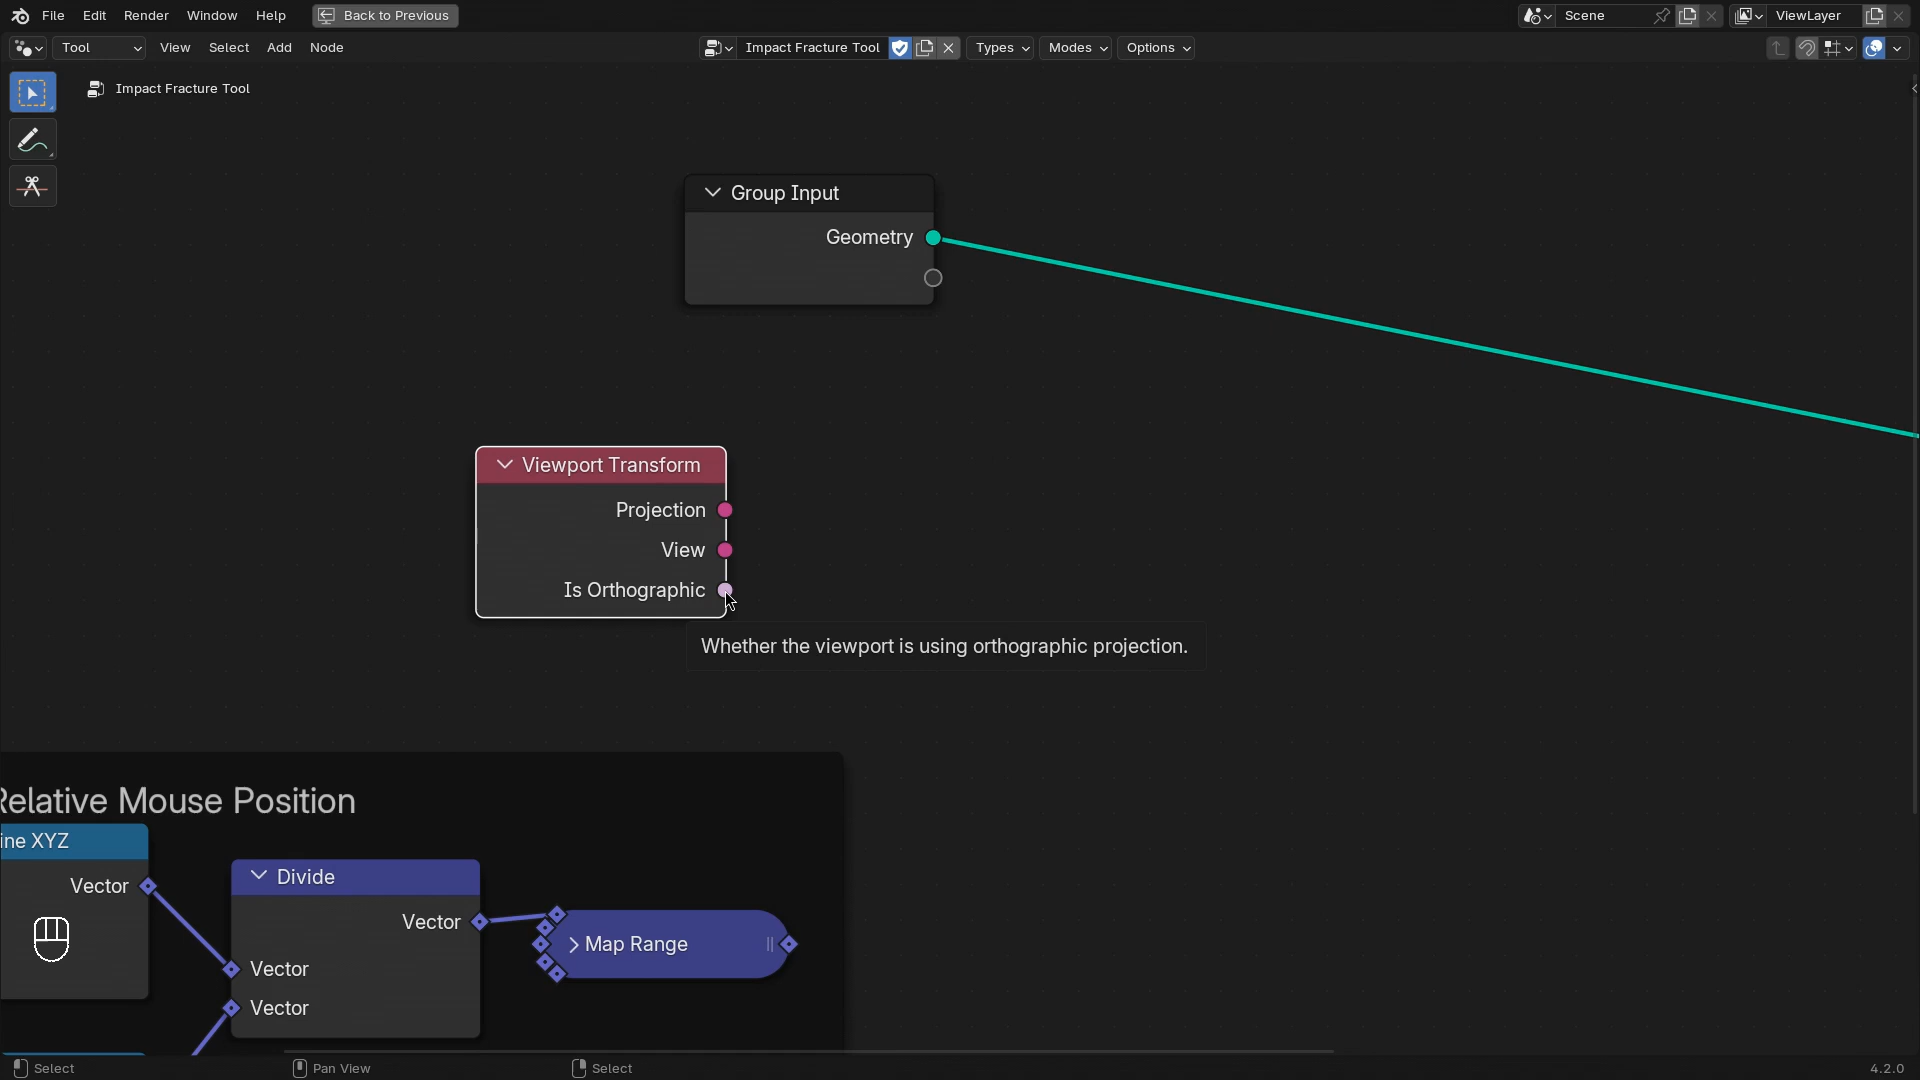 File Edit Render Window Help Back to Previous Scene ViewLayer
Tool View Select Add Node Impact Fracture Tool Types Modes Options
Impact Fracture Tool
Group Input
Geometry
Viewport Transform
Projection
View
Is Orthographic
Whether the viewport is using orthographic projection.
Relative Mouse Position
ine XYZ
Vector
Divide
Vector
Vector
Vector
Map Range
Select Pan View Select 4.2.0